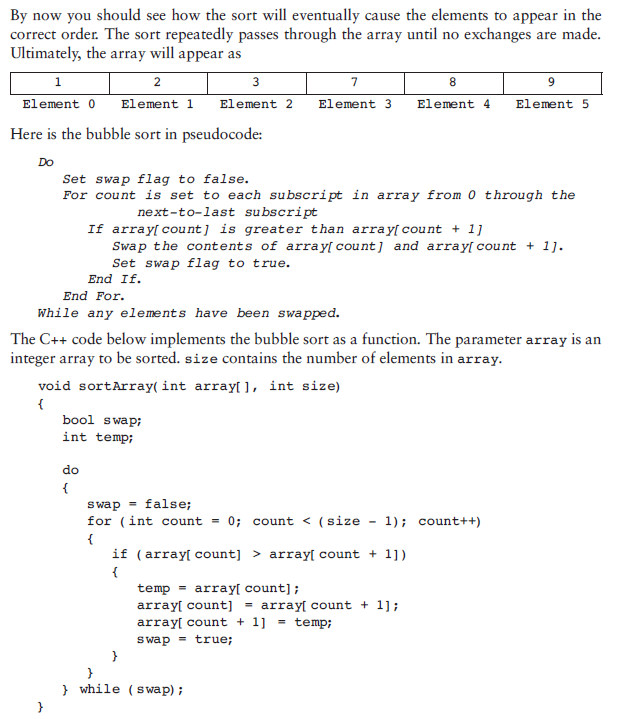 By now you should see how the sort will eventually cause the elements to appear in the
correct order. The sort repeatedly passes through the array until no exchanges are made.
Ultimately, the array will appear as
1 2 3 7 8 9
Element 0 Element 1 Element 2 Element 3 Element 4 Element 5
Here is the bubble sort in pseudocode:
Do
Set swap flag to false.
For count is set to each subscript in array from 0 through the
next-to-last subscript
If array[count] is greater than array[count + 1]
Swap the contents of array[count] and array[count + 1].
Set swap flag to true.
End If.
End For.
While any elements have been swapped.
The C++ code below implements the bubble sort as a function. The parameter array is an
integer array to be sorted. size contains the number of elements in array.
void sortArray(int array[], int size)
{
bool swap;
int temp;
do
{
swap = false;
for (int count = 0; count < (size - 1); count++)
{
if (array[count] > array[count + 1])
{
temp = array[count];
array[count] = array[count + 1];
array[count + 1] = temp;
swap = true;
}
}
} while (swap);
}